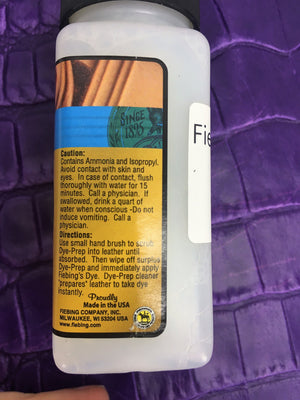 SINCE
1895
Fie
Caution:
Contains Ammonia and Isopropyl.
Avoid contact with skin and
eyes. In case of contact, flush
thoroughly with water for 15
minutes. Call a physician. If
swallowed, drink a quart of
water when conscious -Do not
induce vomiting. Call a
physician.
Directions:
Use small hand brush to scrub
Dye-Prep into leather until
absorbed. Then wipe off surplus
Dye-Prep and immediately apply
Fiebing's Dye. Dye-Prep cleaner
"prepares" leather to take dye
instantly.
Proudly
Made in the USA
FIEBING COMPANY, INC.
MILWAUKEE, WI 53204 USA
www.fiebing.com